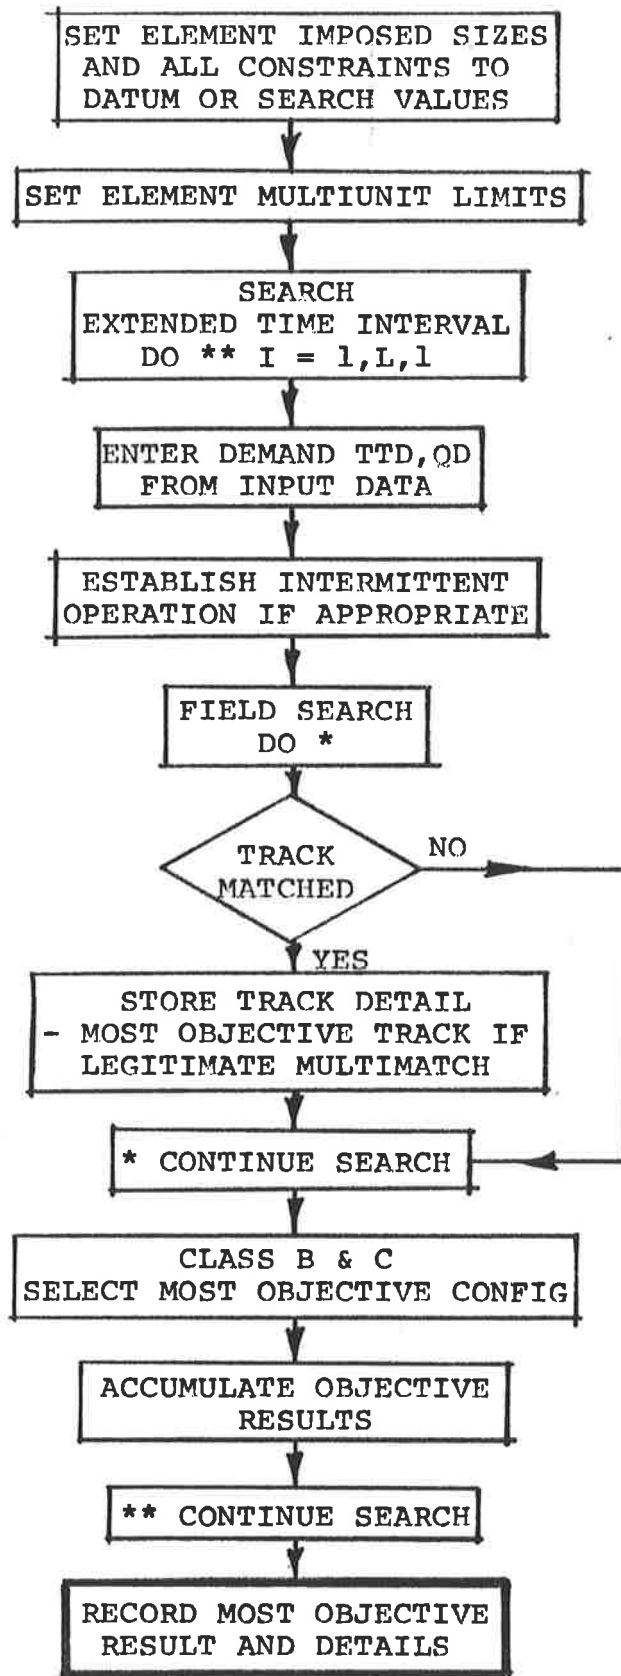 SET ELEMENT IMPOSED SIZES
AND ALL CONSTRAINTS TO
DATUM OR SEARCH VALUES
SET ELEMENT MULTIUNIT LIMITS
SEARCH
EXTENDED TIME INTERVAL
DO ** I = 1,L,1
ENTER DEMAND TTD,QD
FROM INPUT DATA
ESTABLISH INTERMITTENT
OPERATION IF APPROPRIATE
FIELD SEARCH
DO *
TRACK
MATCHED
NO
YES
STORE TRACK DETAIL
- MOST OBJECTIVE TRACK IF
LEGITIMATE MULTIMATCH
* CONTINUE SEARCH
CLASS B & C
SELECT MOST OBJECTIVE CONFIG
ACCUMULATE OBJECTIVE
RESULTS
** CONTINUE SEARCH
RECORD MOST OBJECTIVE
RESULT AND DETAILS